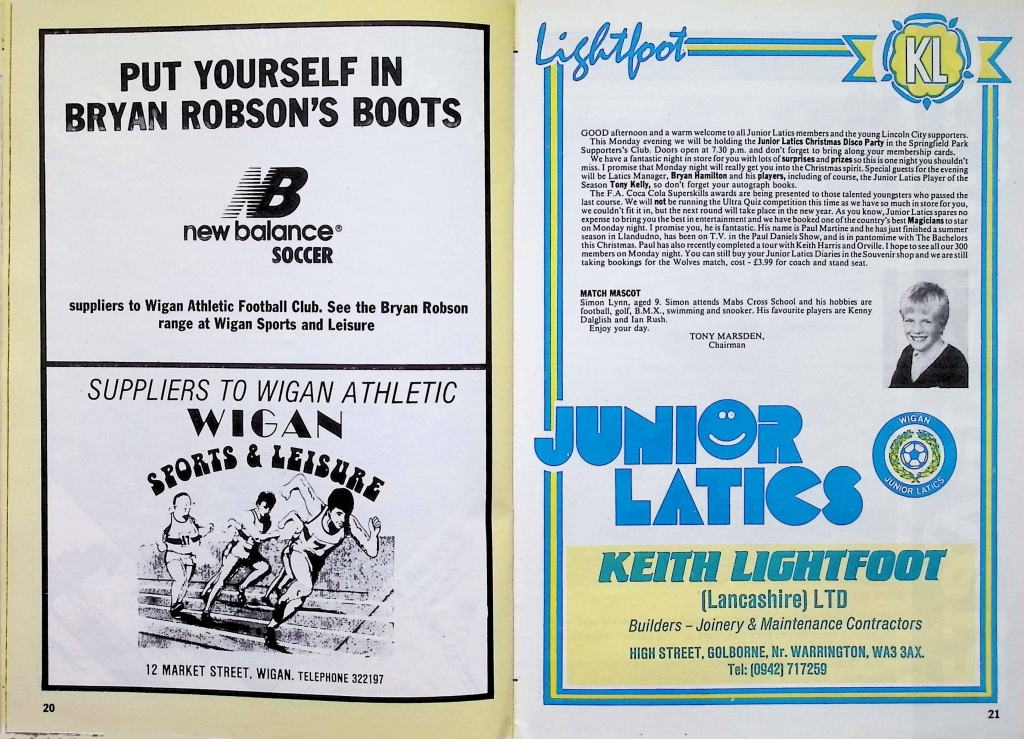 PUT YOURSELF IN
BRYAN ROBSON'S BOOTS
NB
new balance®
SOCCER
suppliers to Wigan Athletic Football Club. See the Bryan Robson
range at Wigan Sports and Leisure
SUPPLIERS TO WIGAN ATHLETIC
WIGAN
SPORTS & LEISURE
12 MARKET STREET, WIGAN. TELEPHONE 322197
20
Lightfoot
KL
GOOD afternoon and a warm welcome to all Junior Latics members and the young Lincoln City supporters.
This Monday evening we will be holding the Junior Latics Christmas Disco Party in the Springfield Park
Supporters's Club. Doors open at 7.30 p.m. and don't forget to bring along your membership cards.
We have a fantastic night in store for you with lots of surprises and prizes so this is one night you shouldn't
miss. I promise that Monday night will really get you into the Christmas spirit. Special guests for the evening
will be Latics Manager, Bryan Hamilton and his players, including of course, the Junior Latics Player of the
Season Tony Kelly, so don't forget your autograph books.
The F.A. Coca Cola Superskills awards are being presented to those talented youngsters who passed the
last course. We will not be running the Ultra Quiz competition this time as we have so much in store for you,
we couldn't fit it in, but the next round will take place in the new year. As you know, Junior Latics spares no
expense to bring you the best in entertainment and we have booked one of the country's best Magicians to star
on Monday night. I promise you, he is fantastic. His name is Paul Martine and he has just finished a summer
season in Llandudno, has been on T.V. in the Paul Daniels Show, and is in pantomime with The Bachelors
this Christmas. Paul has also recently completed a tour with Keith Harris and Orville. I hope to see all our 300
members on Monday night. You can still buy your Junior Latics Diaries in the Souvenir shop and we are still
taking bookings for the Wolves match, cost - £3.99 for coach and stand seat.
MATCH MASCOT
Simon Lynn, aged 9. Simon attends Mabs Cross School and his hobbies are
football, golf, B.M.X., swimming and snooker. His favourite players are Kenny
Dalglish and Ian Rush.
Enjoy your day.
TONY MARSDEN,
Chairman
JUNIOR
LATICS
WIGAN
JUNIOR LATICS
KEITH LIGHTFOOT
(Lancashire) LTD
Builders – Joinery & Maintenance Contractors
HIGH STREET, GOLBORNE, Nr. WARRINGTON, WA3 3AX.
Tel: (0942) 717259
21